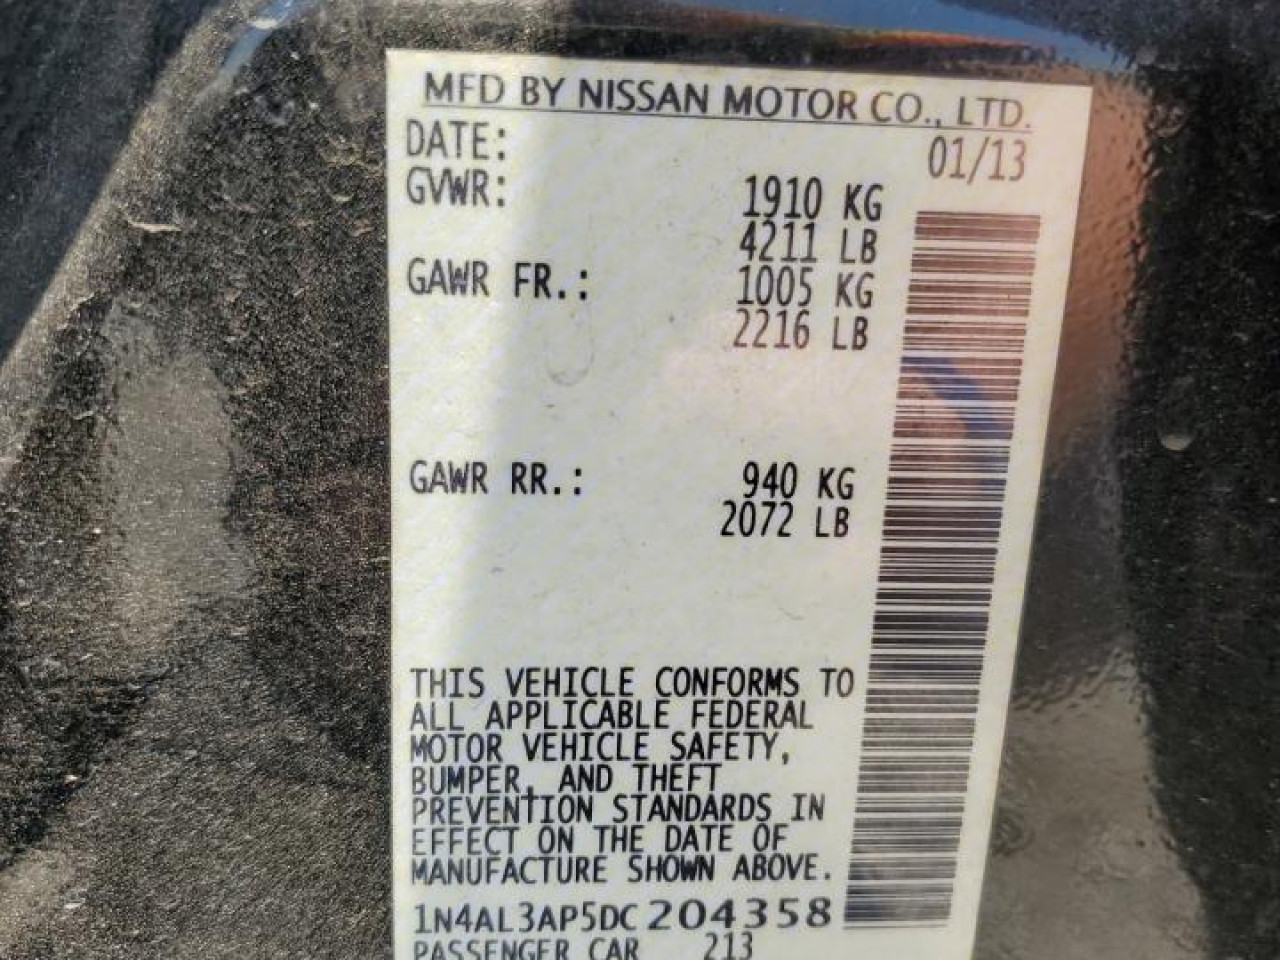 MFD BY NISSAN MOTOR CO., LTD.
DATE: 01/13
GVWR: 1910 KG
4211 LB
GAWR FR.: 1005 KG
2216 LB
GAWR RR.: 940 KG
2072 LB
THIS VEHICLE CONFORMS TO
ALL APPLICABLE FEDERAL
MOTOR VEHICLE SAFETY,
BUMPER, AND THEFT
PREVENTION STANDARDS IN
EFFECT ON THE DATE OF
MANUFACTURE SHOWN ABOVE.
1N4AL3AP5DC204358
PASSENGER CAR 213